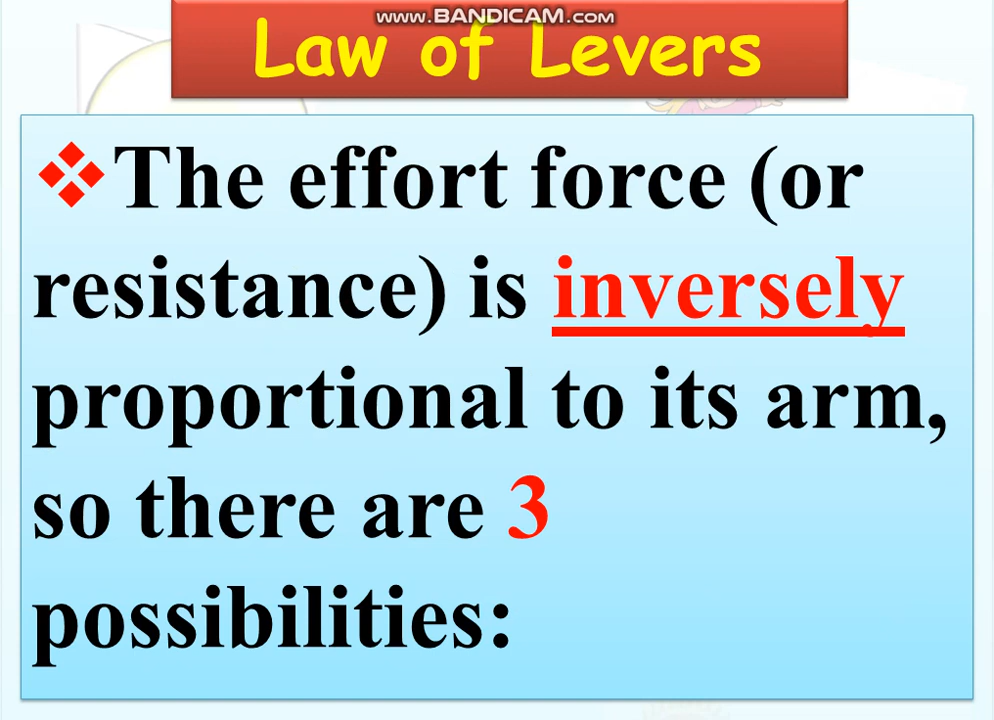 www.BANDICAM.com
Law of Levers
❖The effort force (or
resistance) is inversely
proportional to its arm,
so there are 3
possibilities: